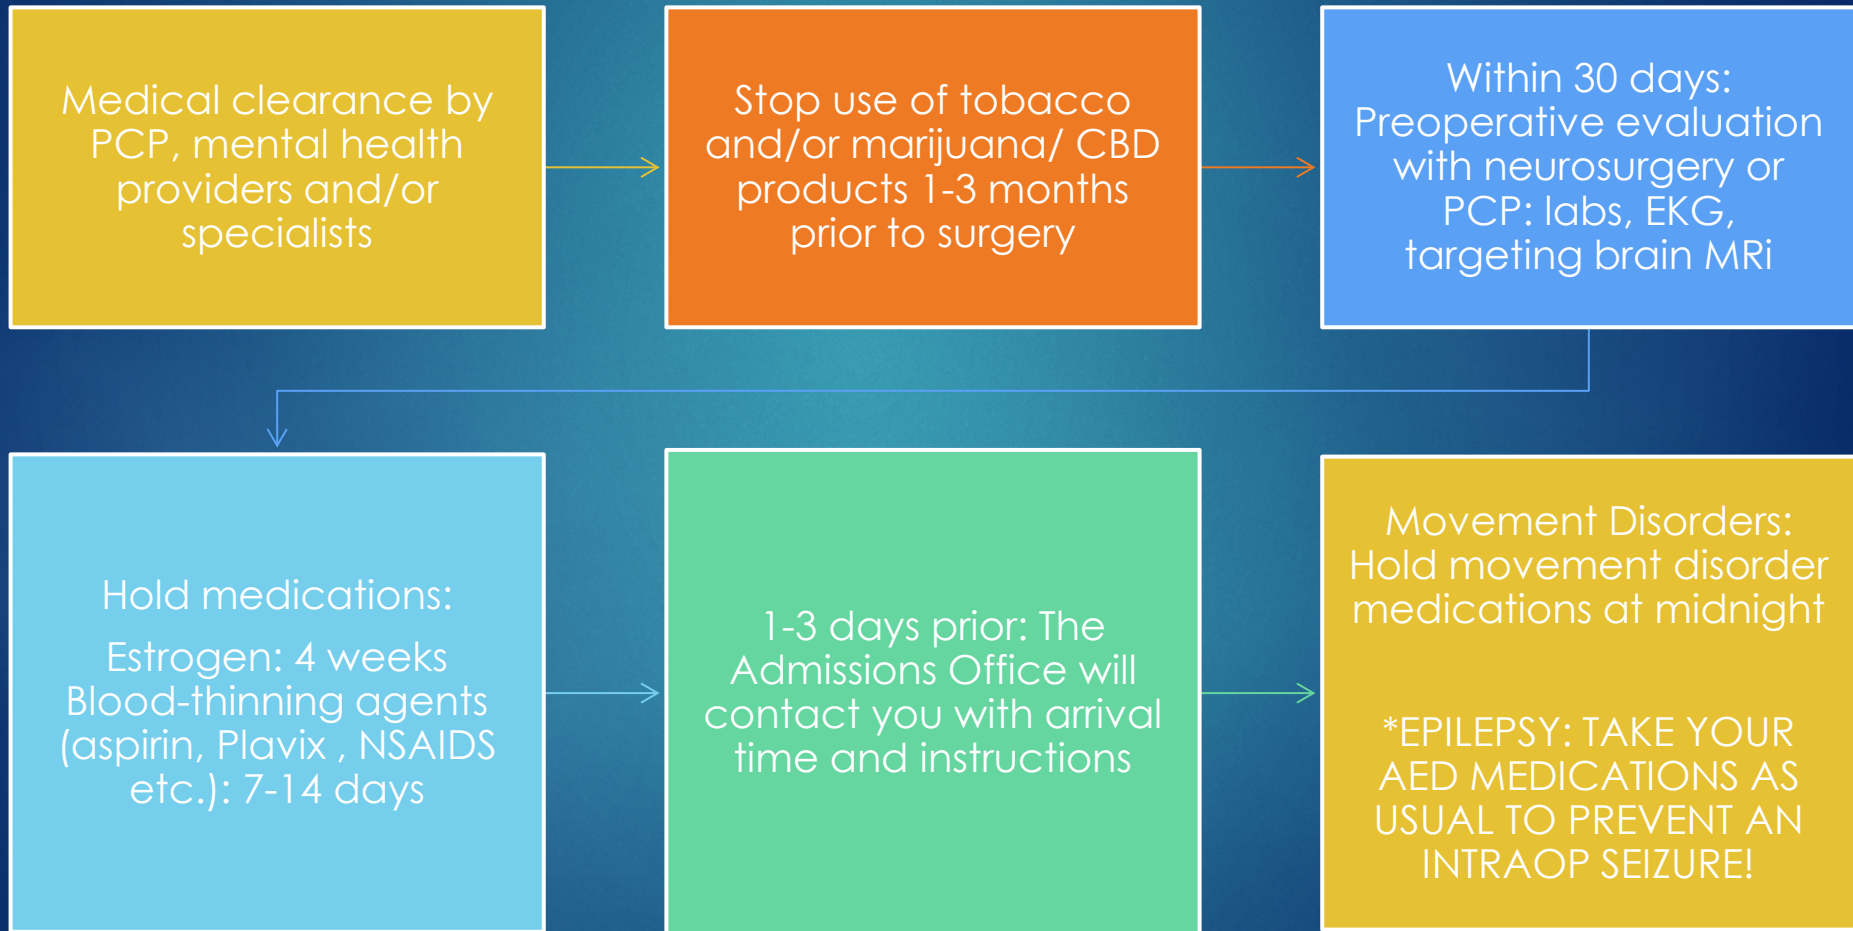 Medical clearance by
PCP, mental health
providers and/or
specialists
Stop use of tobacco
and/or marijuana/ CBD
products 1-3 months
prior to surgery
Within 30 days:
Preoperative evaluation
with neurosurgery or
PCP: labs, EKG,
targeting brain MRi
Hold medications:
Estrogen: 4 weeks
Blood-thinning agents
(aspirin, Plavix , NSAIDS
etc.): 7-14 days
1-3 days prior: The
Admissions Office will
contact you with arrival
time and instructions
Movement Disorders:
Hold movement disorder
medications at midnight
*EPILEPSY: TAKE YOUR
AED MEDICATIONS AS
USUAL TO PREVENT AN
INTRAOP SEIZURE!